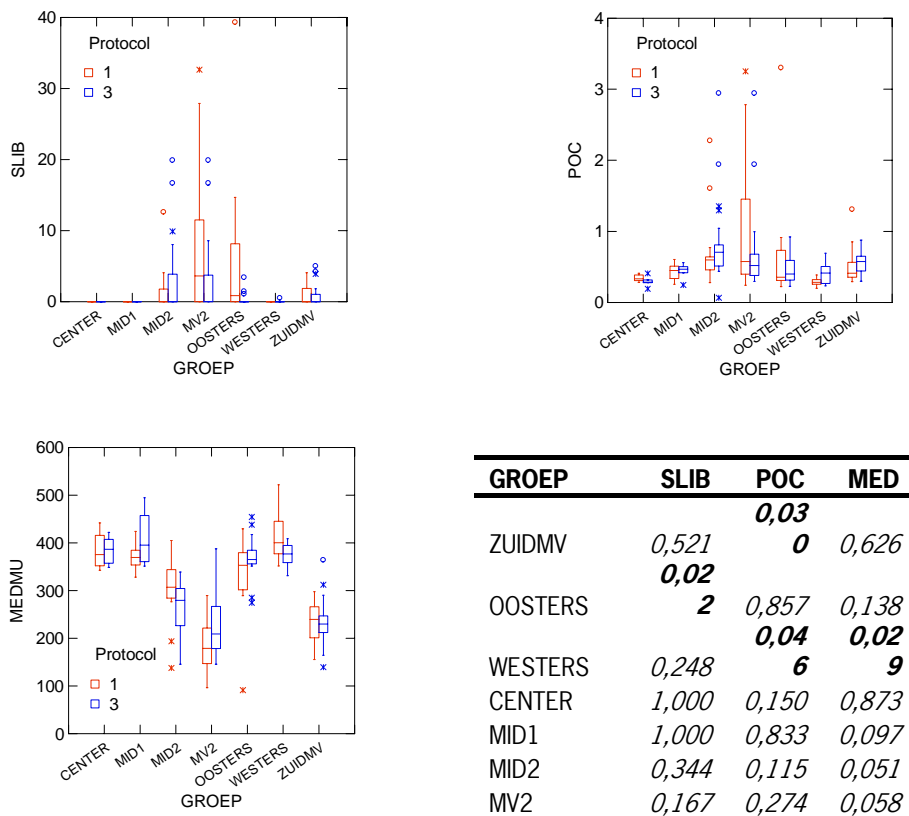 40
30
20
10
0
SLIB
Protocol
1
3
CENTER
MID1
MID2
MV2
OOSTERS
WESTERS
ZUIDMV
GROEP
4
3
2
1
0
POC
Protocol
1
3
CENTER
MID1
MID2
MV2
OOSTERS
WESTERS
ZUIDMV
GROEP
600
500
400
300
200
100
0
MEDMU
Protocol
1
3
CENTER
MID1
MID2
MV2
OOSTERS
WESTERS
ZUIDMV
GROEP
GROEP SLIB POC MED
0,03
ZUIDMV 0,521 0 0,626
0,02
OOSTERS 2 0,857 0,138
0,04 0,02
WESTERS 0,248 6 9
CENTER 1,000 0,150 0,873
MID1 1,000 0,833 0,097
MID2 0,344 0,115 0,051
MV2 0,167 0,274 0,058